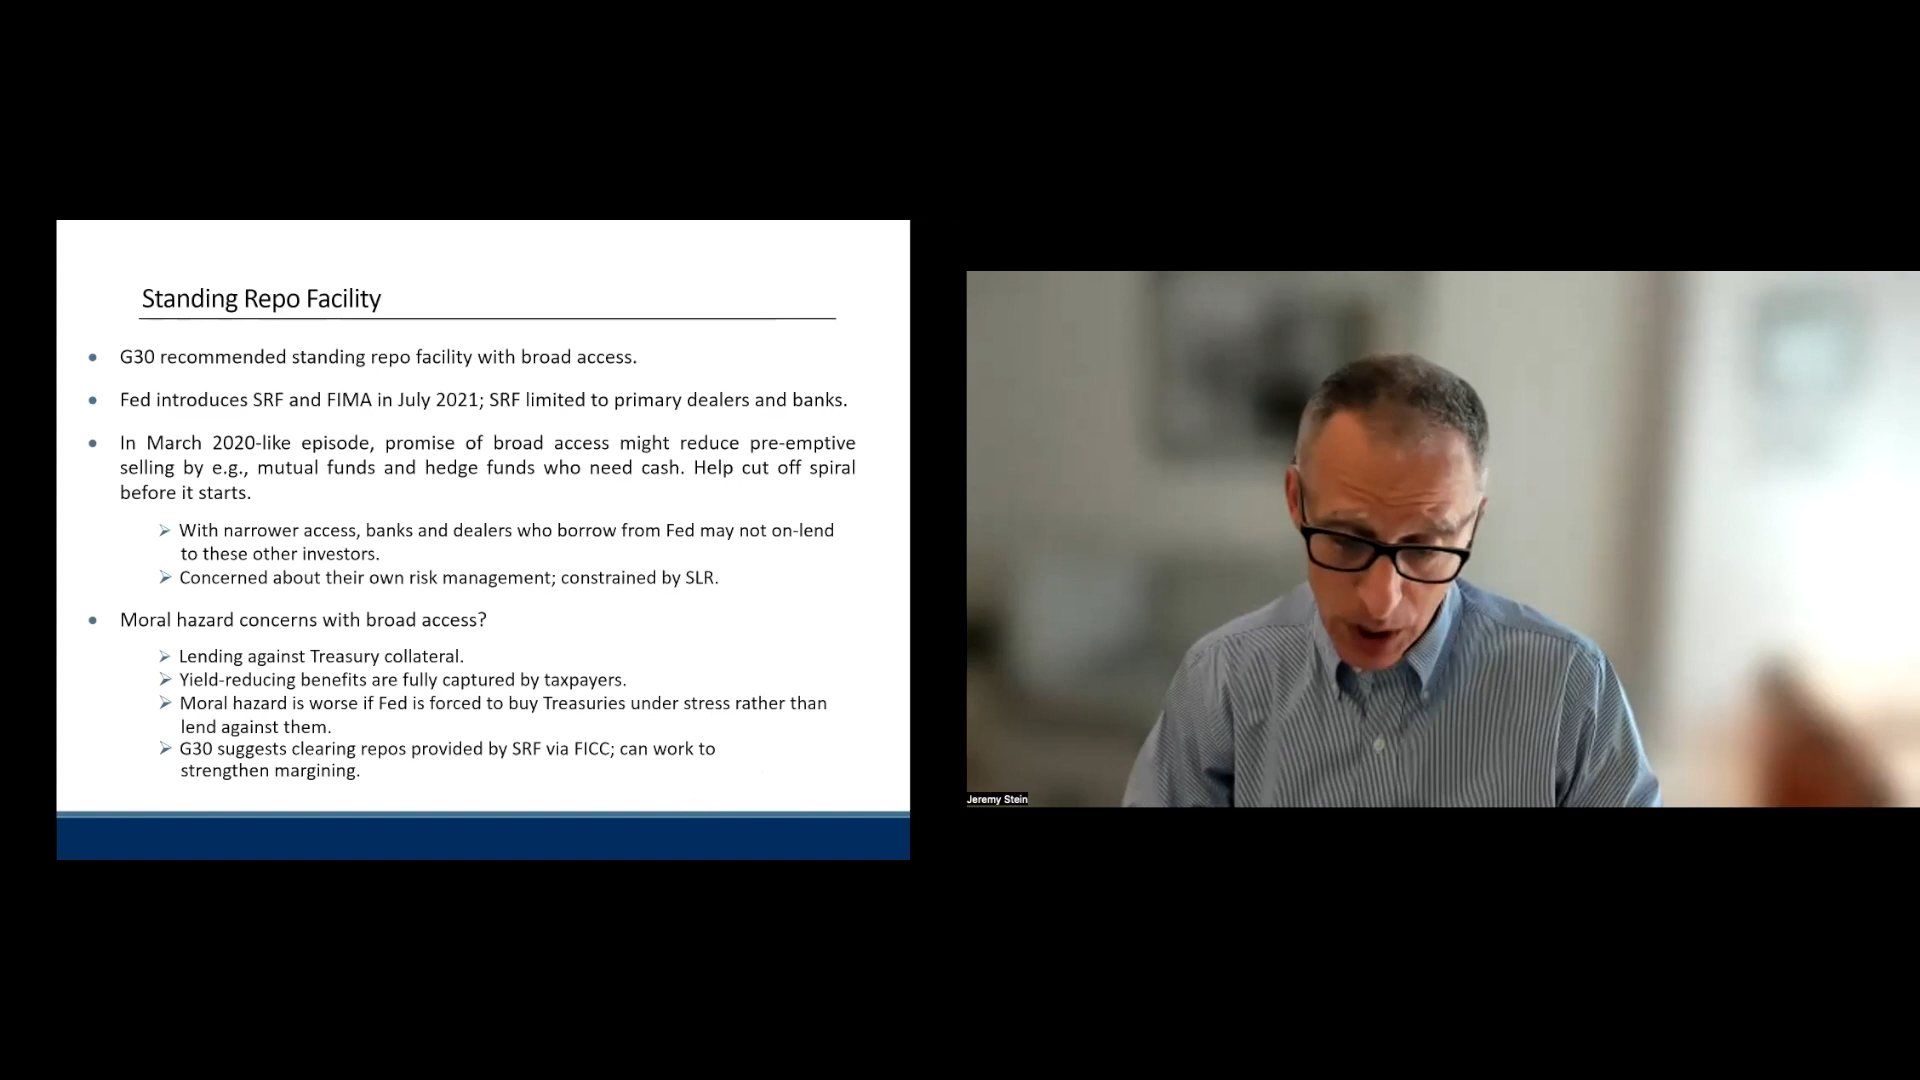 Standing Repo Facility
• G30 recommended standing repo facility with broad access.
• Fed introduces SRF and FIMA in July 2021; SRF limited to primary dealers and banks.
• In March 2020-like episode, promise of broad access might reduce pre-emptive
selling by e.g., mutual funds and hedge funds who need cash. Help cut off spiral
before it starts.
➢ With narrower access, banks and dealers who borrow from Fed may not on-lend
to these other investors.
➢ Concerned about their own risk management; constrained by SLR.
• Moral hazard concerns with broad access?
➢ Lending against Treasury collateral.
➢ Yield-reducing benefits are fully captured by taxpayers.
➢ Moral hazard is worse if Fed is forced to buy Treasuries under stress rather than
lend against them.
➢ G30 suggests clearing repos provided by SRF via FICC; can work to
strengthen margining.
Jeremy Stein